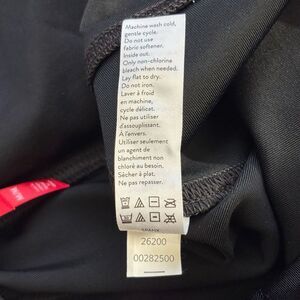 Machine wash cold,
gentle cycle.
Do not use
fabric softener.
Inside out.
Only non-chlorine
bleach when needed.
Lay flat to dry.
Do not iron.
Laver à froid
en machine,
cycle délicat.
Ne pas utiliser
d'assouplissant.
À l'envers.
Utiliser seulement
un agent de
blanchiment non
chloré au besoin.
Sécher à plat.
Ne pas repasser.
SPANX
26200
00282500